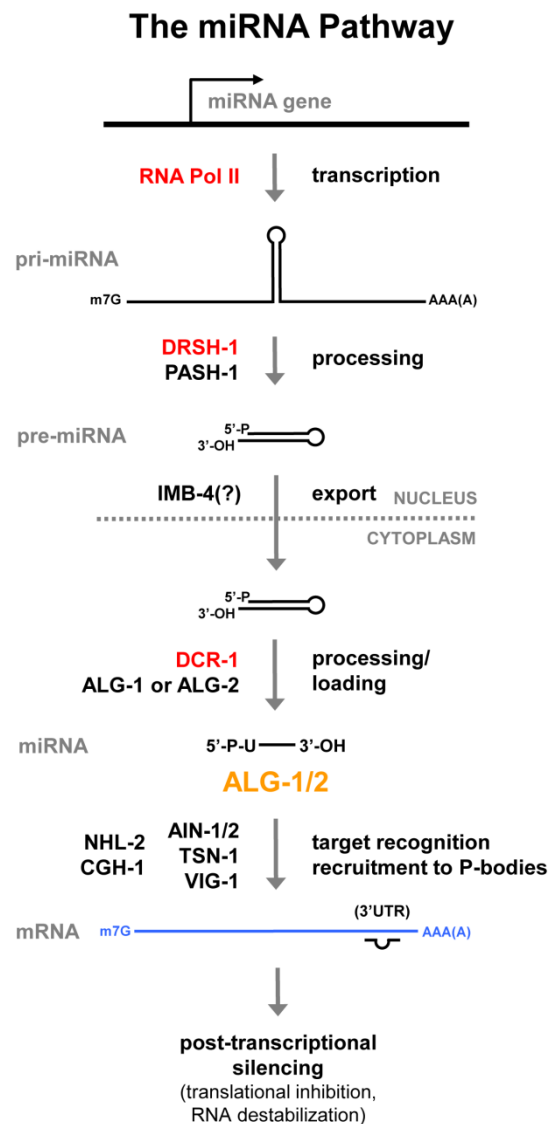 The miRNA Pathway
miRNA gene
RNA Pol II
transcription
pri-miRNA
m7G
AAA(A)
DRSH-1
PASH-1
processing
pre-miRNA
5’-P
3’-OH
IMB-4(?)
export
NUCLEUS
CYTOPLASM
5’-P
3’-OH
DCR-1
ALG-1 or ALG-2
processing/
loading
miRNA
5’-P-U
3’-OH
ALG-1/2
NHL-2
CGH-1
AIN-1/2
TSN-1
VIG-1
target recognition
recruitment to P-bodies
(3’UTR)
mRNA
m7G
AAA(A)
post-transcriptional
silencing
(translational inhibition,
RNA destabilization)